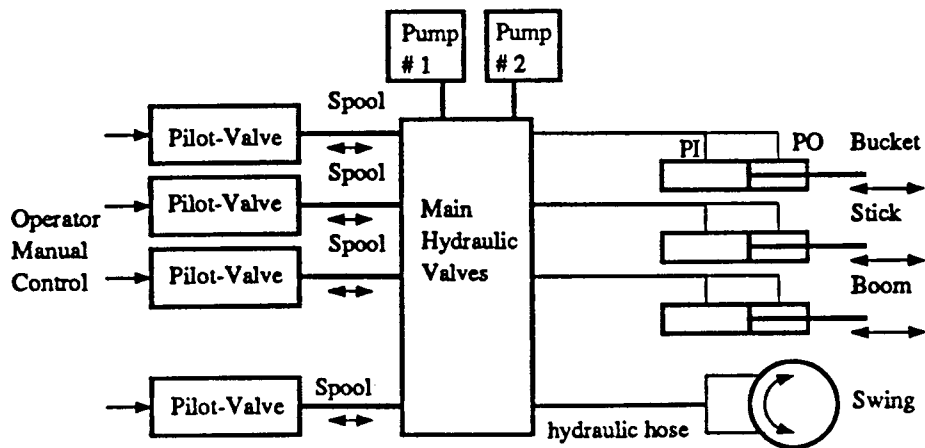 Pump
# 1
Pump
# 2
Spool
Pilot-Valve
PI
PO
Bucket
Spool
Pilot-Valve
Stick
Operator
Manual
Control
Main
Hydraulic
Valves
Spool
Pilot-Valve
Boom
Spool
Pilot-Valve
Swing
hydraulic hose